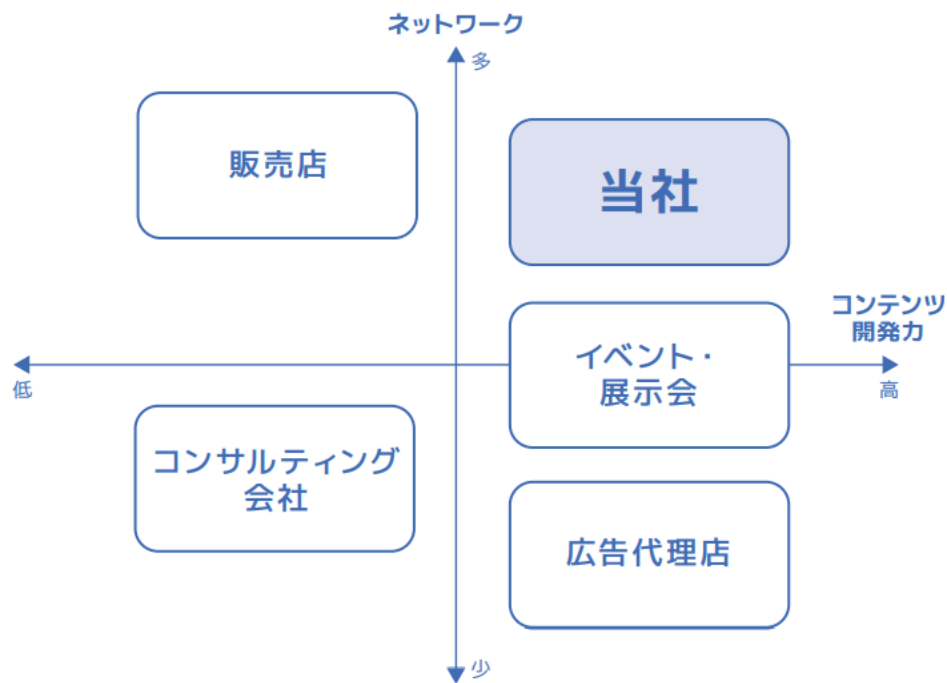 ネットワーク
多
販売店
当社
コンテンツ
開発力
イベント・
展示会
低
高
コンサルティング
会社
広告代理店
少